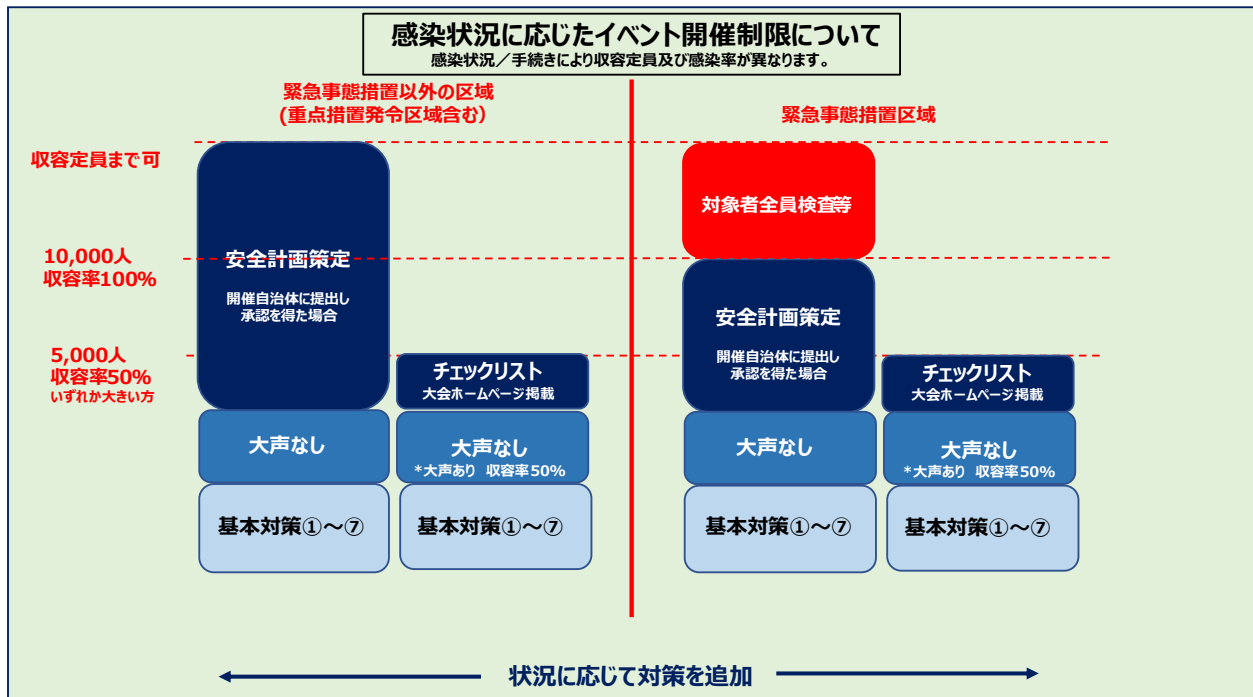 感染状況に応じたイベント開催制限について
感染状況／手続きにより収容定員及び感染率が異なります。
緊急事態措置以外の区域
(重点措置発令区域含む）
緊急事態措置区域
収容定員まで可
10,000人
収容率100%
5,000人
収容率50%
いずれか大きい方
安全計画策定
開催自治体に提出し
承認を得た場合
チェックリスト
大会ホームページ掲載
大声なし
大声なし
*大声あり 収容率50%
基本対策①～⑦
基本対策①～⑦
対象者全員検査等
安全計画策定
開催自治体に提出し
承認を得た場合
チェックリスト
大会ホームページ掲載
大声なし
大声なし
*大声あり 収容率50%
基本対策①～⑦
基本対策①～⑦
状況に応じて対策を追加